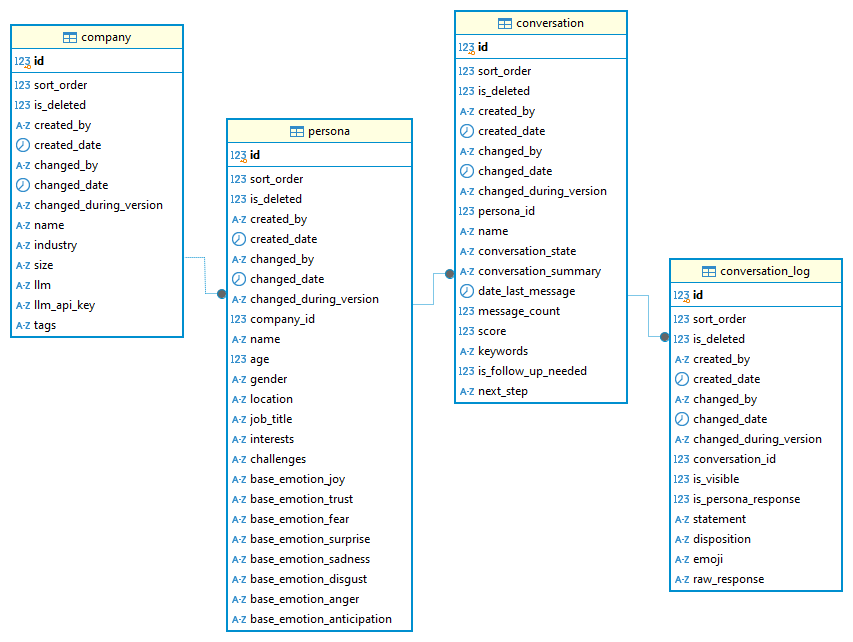 company
123 id
123 sort_order
123 is_deleted
A-Z created_by
created_date
A-Z changed_by
changed_date
A-Z changed_during_version
A-Z name
A-Z industry
A-Z size
A-Z llm
A-Z llm_api_key
A-Z tags
persona
123 id
123 sort_order
123 is_deleted
A-Z created_by
created_date
A-Z changed_by
changed_date
A-Z changed_during_version
123 company_id
A-Z name
123 age
A-Z gender
A-Z location
A-Z job_title
A-Z interests
A-Z challenges
A-Z base_emotion_joy
A-Z base_emotion_trust
A-Z base_emotion_fear
A-Z base_emotion_surprise
A-Z base_emotion_sadness
A-Z base_emotion_disgust
A-Z base_emotion_anger
A-Z base_emotion_anticipation
conversation
123 id
123 sort_order
123 is_deleted
A-Z created_by
created_date
A-Z changed_by
changed_date
A-Z changed_during_version
123 persona_id
A-Z name
A-Z conversation_state
A-Z conversation_summary
date_last_message
123 message_count
123 score
A-Z keywords
123 is_follow_up_needed
A-Z next_step
conversation_log
123 id
123 sort_order
123 is_deleted
A-Z created_by
created_date
A-Z changed_by
changed_date
A-Z changed_during_version
123 conversation_id
123 is_visible
123 is_persona_response
A-Z statement
A-Z disposition
A-Z emoji
A-Z raw_response